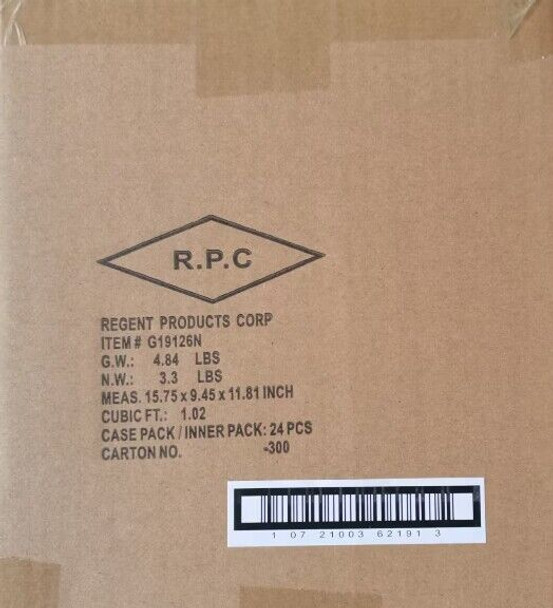 R.P.C
REGENT PRODUCTS CORP
ITEM # G19126N
G.W.: 4.84 LBS
N.W.: 3.3 LBS
MEAS. 15.75 x 9.45 x 11.81 INCH
CUBIC FT.: 1.02
CASE PACK / INNER PACK: 24 PCS
CARTON NO. -300
1 07 21003 62191 3